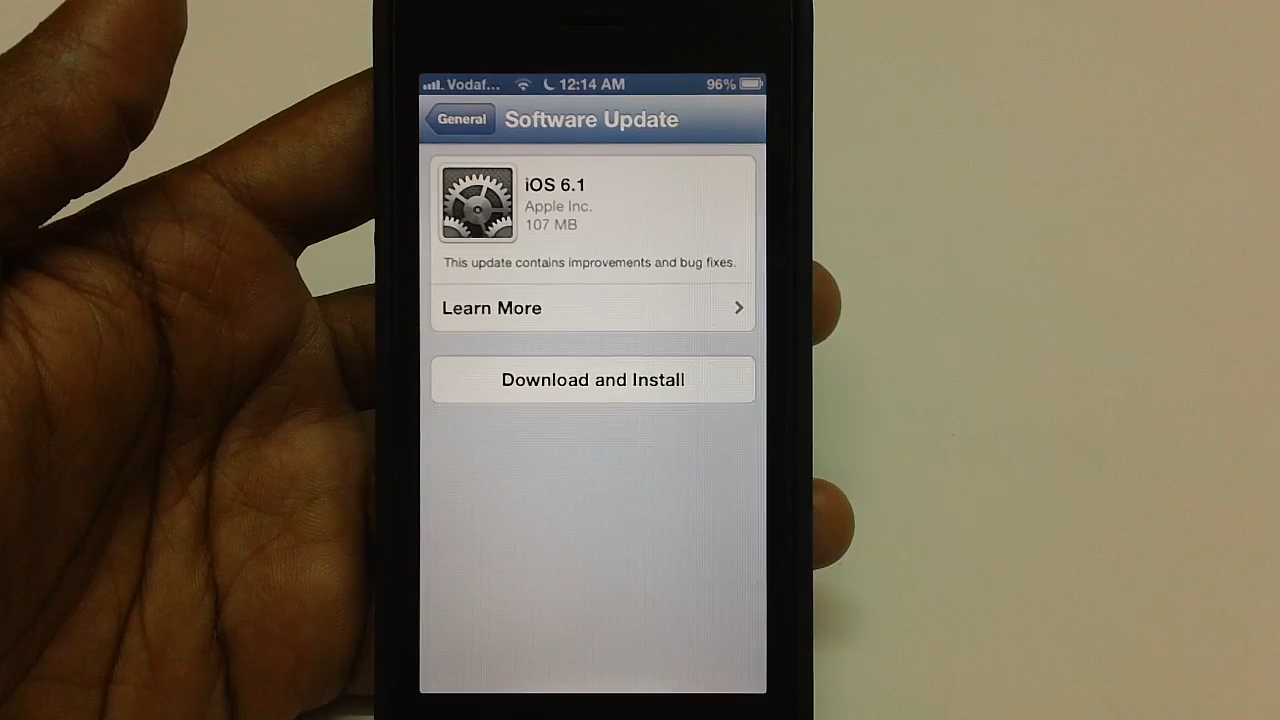 Vodaf... 12:14 AM 96%
General Software Update
iOS 6.1
Apple Inc.
107 MB
This update contains improvements and bug fixes.
Learn More
Download and Install